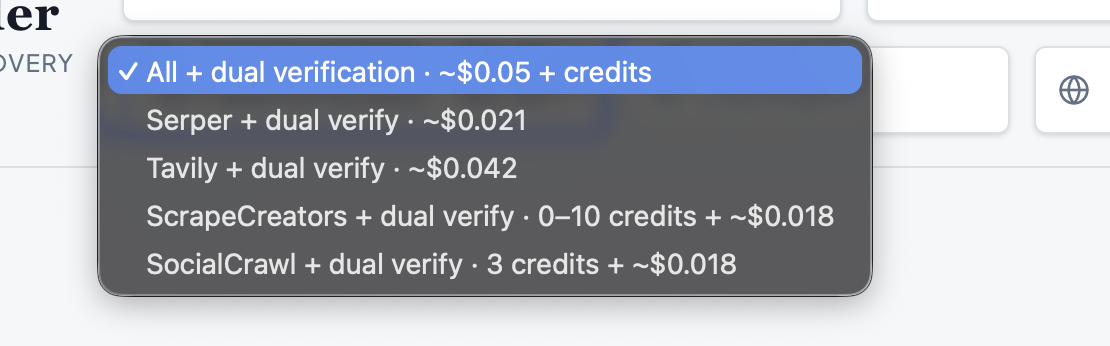 ler
OVERY
✓ All + dual verification · ~$0.05 + credits
Serper + dual verify · ~$0.021
Tavily + dual verify · ~$0.042
ScrapeCreators + dual verify · 0–10 credits + ~$0.018
SocialCrawl + dual verify · 3 credits + ~$0.018